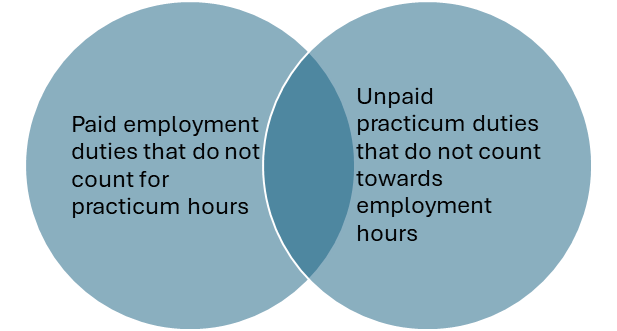 Paid employment
duties that do not
count for
practicum hours
Unpaid
practicum duties
that do not count
towards
employment
hours